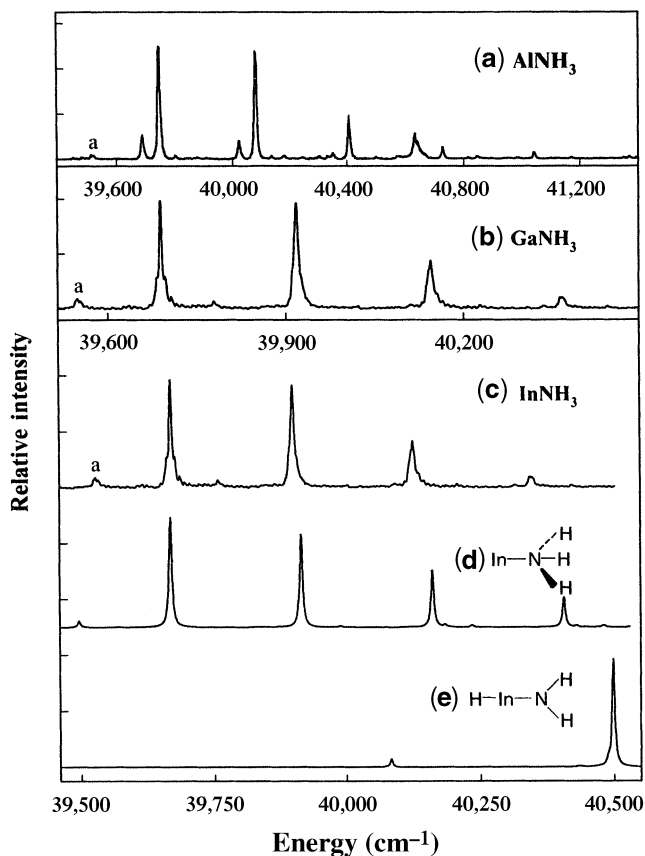 (a) AlNH₃
a
39,600 40,000 40,400 40,800 41,200
(b) GaNH₃
a
39,600 39,900 40,200
Relative intensity
(c) InNH₃
a
(d) In N H H H
(e) H In N H H
39,500 39,750 40,000 40,250 40,500
Energy (cm⁻¹)